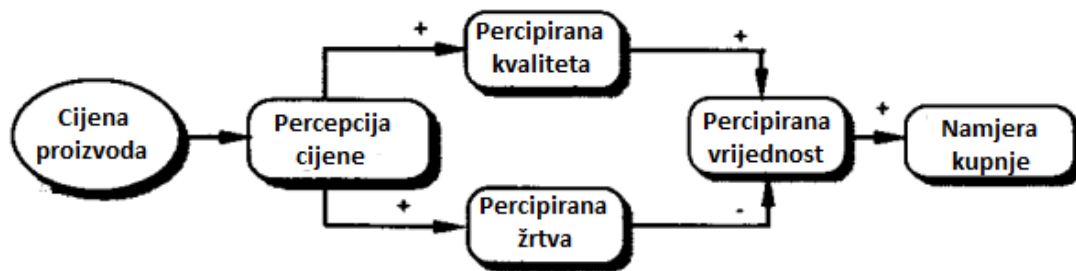 Cijena
proizvoda
Percepcija
cijene
+
Percipirana
kvaliteta
+
+
Percipirana
žrtva
-
Percipirana
vrijednost
+
Namjera
kupnje